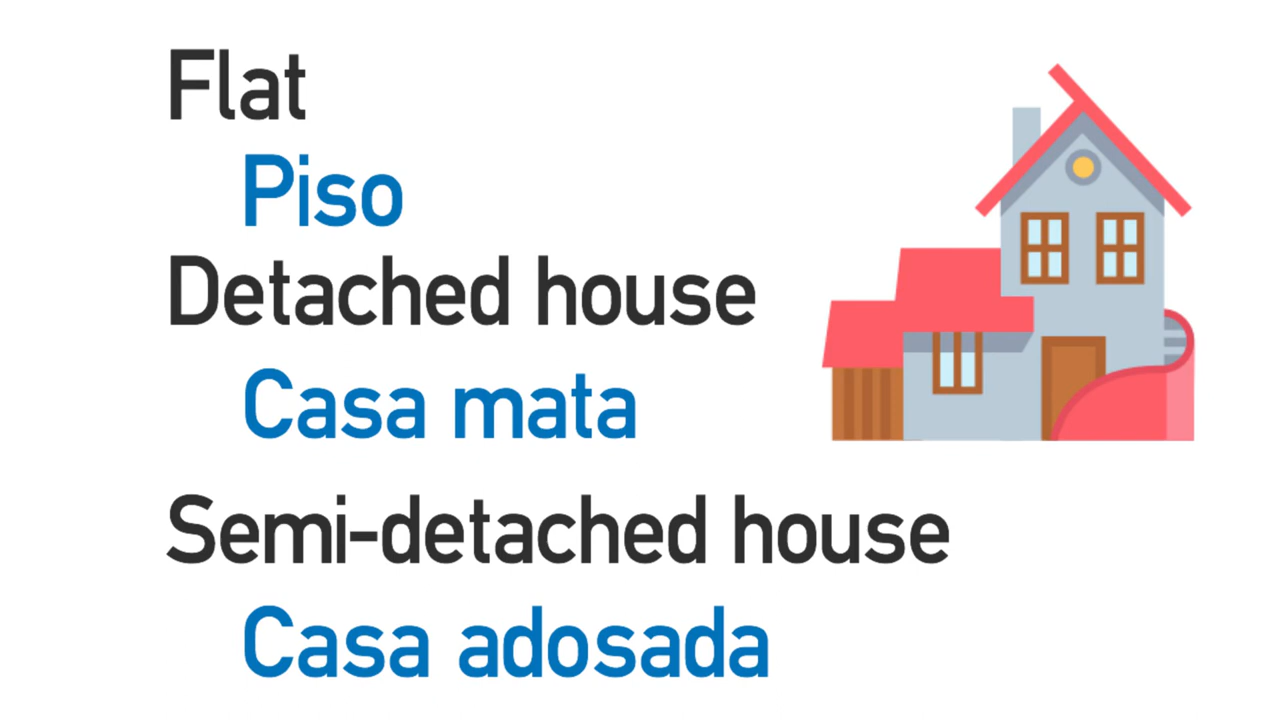 Flat
Piso
Detached house
Casa mata
Semi-detached house
Casa adosada